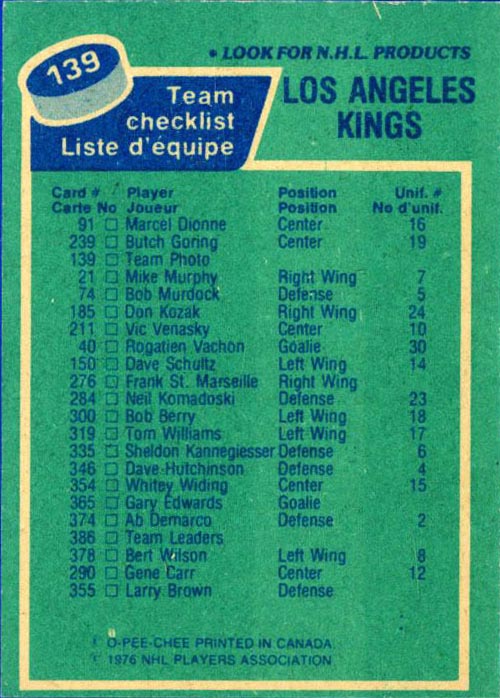 • LOOK FOR N.H.L. PRODUCTS
139
Team
checklist
Liste d'équipe
LOS ANGELES
KINGS
Card # Player Position Unif. #
Carte No Joueur Position No d'unif.
91 □ Marcel Dionne Center 16
239 □ Butch Goring Center 19
139 □ Team Photo
21 □ Mike Murphy Right Wing 7
74 □ Bob Murdock Defense 5
185 □ Don Kozak Right Wing 24
211 □ Vic Venasky Center 10
40 □ Rogatien Vachon Goalie 30
150 □ Dave Schultz Left Wing 14
276 □ Frank St. Marseille Right Wing
284 □ Neil Komadoski Defense 23
300 □ Bob Berry Left Wing 18
319 □ Tom Williams Left Wing 17
335 □ Sheldon Kannegiesser Defense 6
346 □ Dave Hutchinson Defense 4
354 □ Whitey Widing Center 15
365 □ Gary Edwards Goalie
374 □ Ab Demarco Defense 2
386 □ Team Leaders
378 □ Bert Wilson Left Wing 8
290 □ Gene Carr Center 12
355 □ Larry Brown Defense
O-PEE-CHEE PRINTED IN CANADA
1976 NHL PLAYERS ASSOCIATION